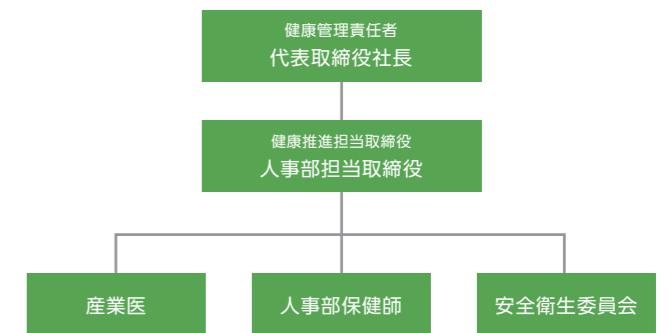 健康管理責任者
代表取締役社長
健康推進担当取締役
人事部担当取締役
産業医
人事部保健師
安全衛生委員会